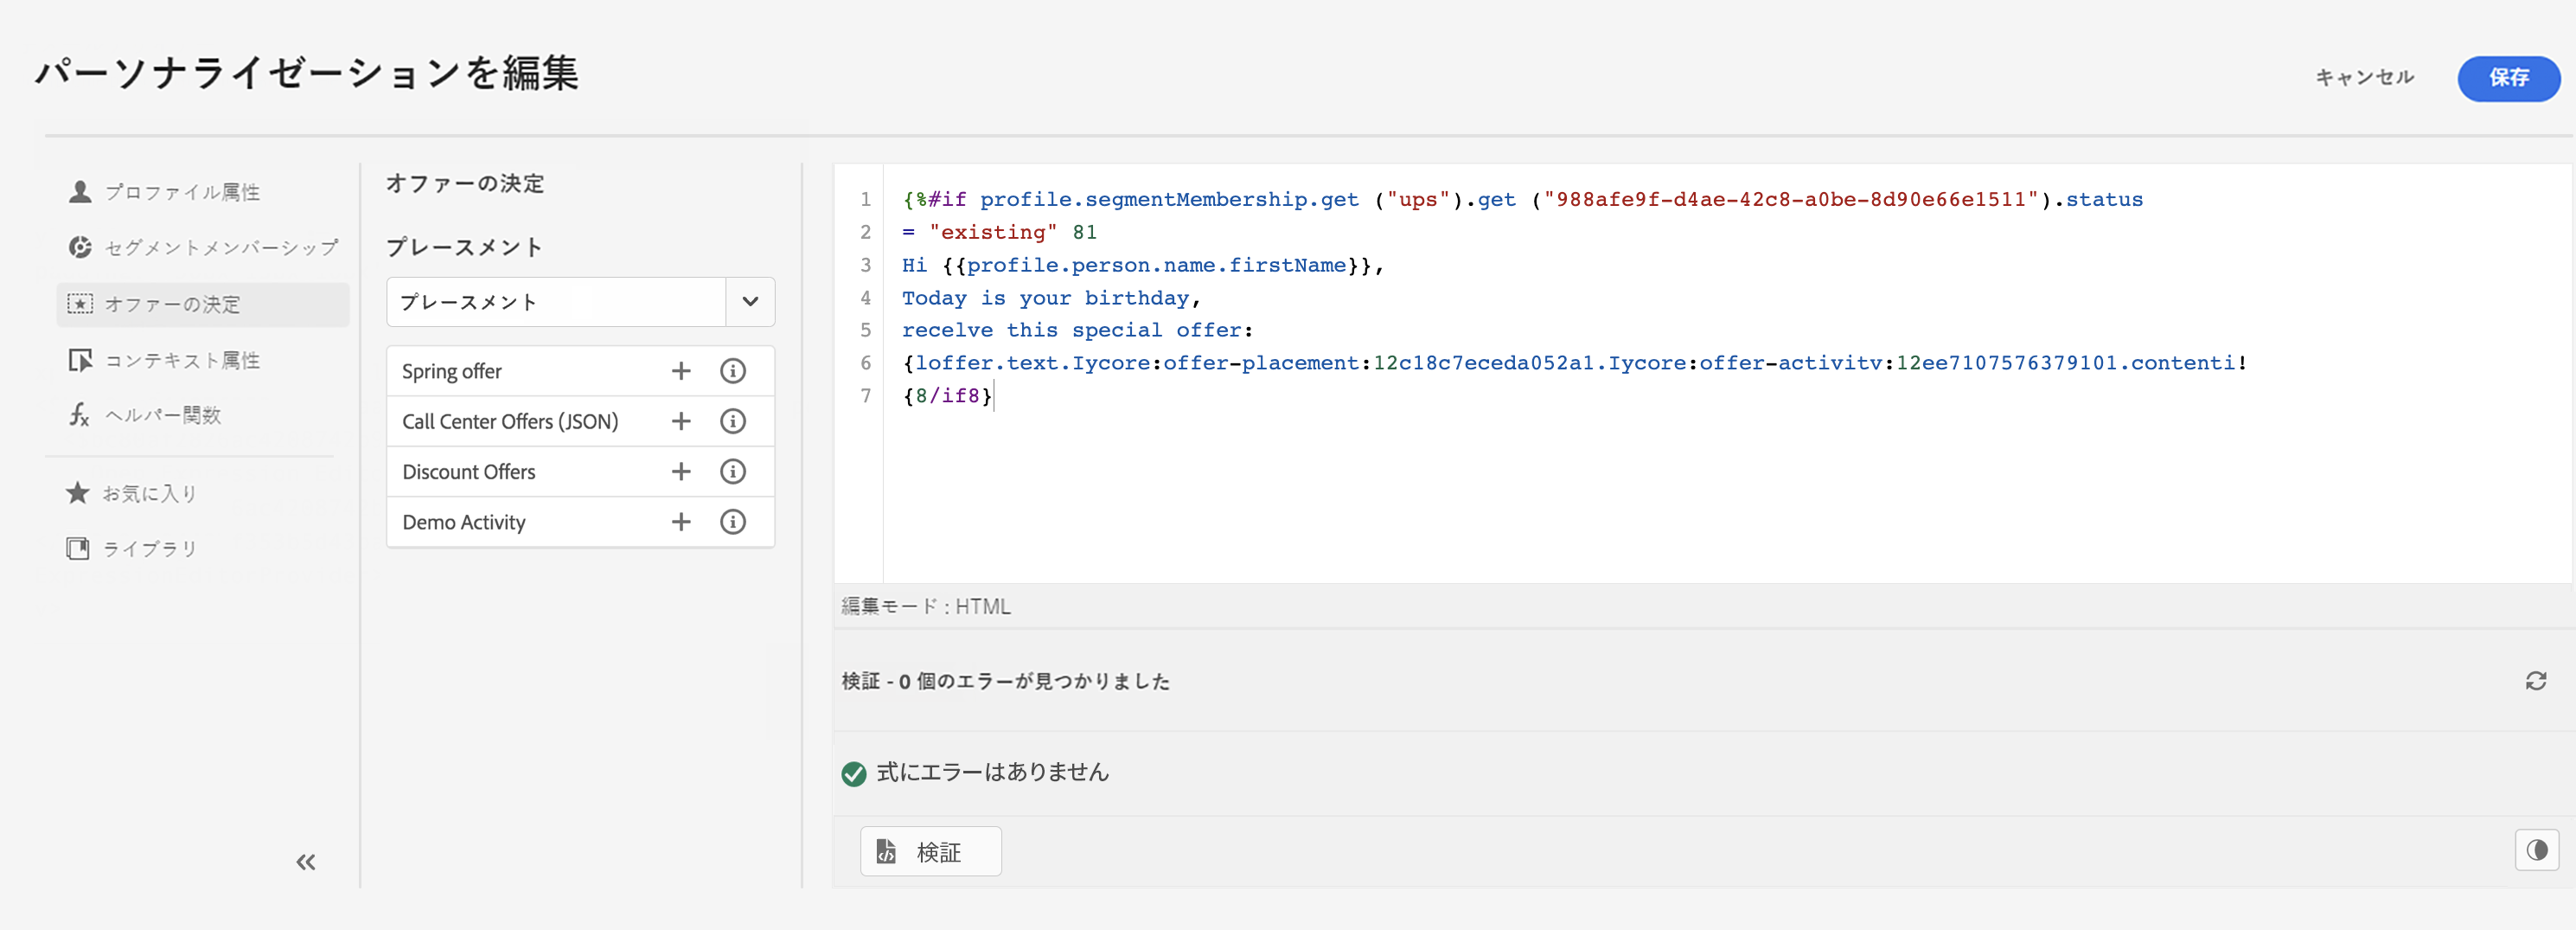 パーソナライゼーションを編集
キャンセル
保存
プロファイル属性
セグメントメンバーシップ
オファーの決定
コンテキスト属性
ヘルパー関数
お気に入り
ライブラリ
オファーの決定
プレースメント
プレースメント
Spring offer
Call Center Offers (JSON)
Discount Offers
Demo Activity
1 {%#if profile.segmentMembership.get ("ups").get ("988afe9f-d4ae-42c8-a0be-8d90e66e1511").status
2 = "existing" 81
3 Hi {{profile.person.name.firstName}},
4 Today is your birthday,
5 recelve this special offer:
6 {loffer.text.Iycore:offer-placement:12c18c7eceda052a1.Iycore:offer-activitv:12ee7107576379101.contenti!
7 {8/if8}
編集モード : HTML
検証 - 0 個のエラーが見つかりました
式にエラーはありません
検証